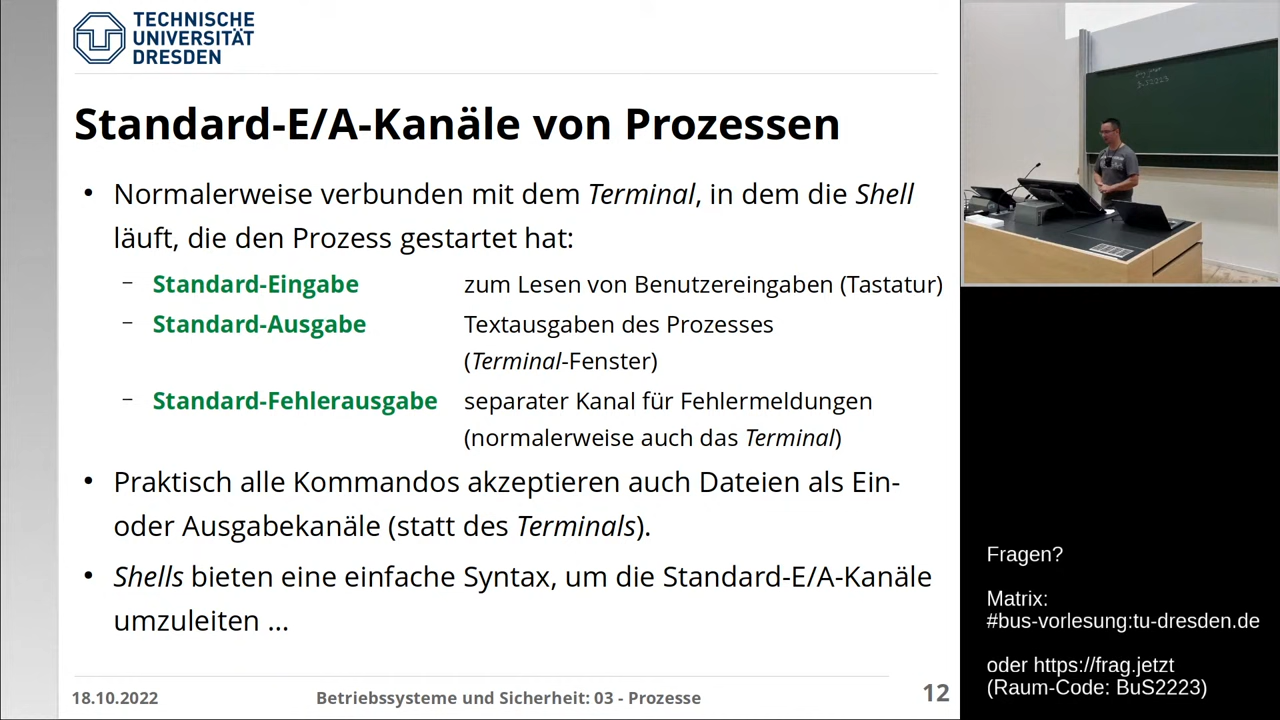 TECHNISCHE
UNIVERSITÄT
DRESDEN
Standard-E/A-Kanäle von Prozessen
• Normalerweise verbunden mit dem Terminal, in dem die Shell
läuft, die den Prozess gestartet hat:
– Standard-Eingabe zum Lesen von Benutzereingaben (Tastatur)
– Standard-Ausgabe Textausgaben des Prozesses
(Terminal-Fenster)
– Standard-Fehlerausgabe separater Kanal für Fehlermeldungen
(normalerweise auch das Terminal)
• Praktisch alle Kommandos akzeptieren auch Dateien als Ein-
oder Ausgabekanäle (statt des Terminals).
• Shells bieten eine einfache Syntax, um die Standard-E/A-Kanäle
umzuleiten ...
18.10.2022 Betriebssysteme und Sicherheit: 03 - Prozesse 12
Fragen?
Matrix:
#bus-vorlesung:tu-dresden.de
oder https://frag.jetzt
(Raum-Code: BuS2223)